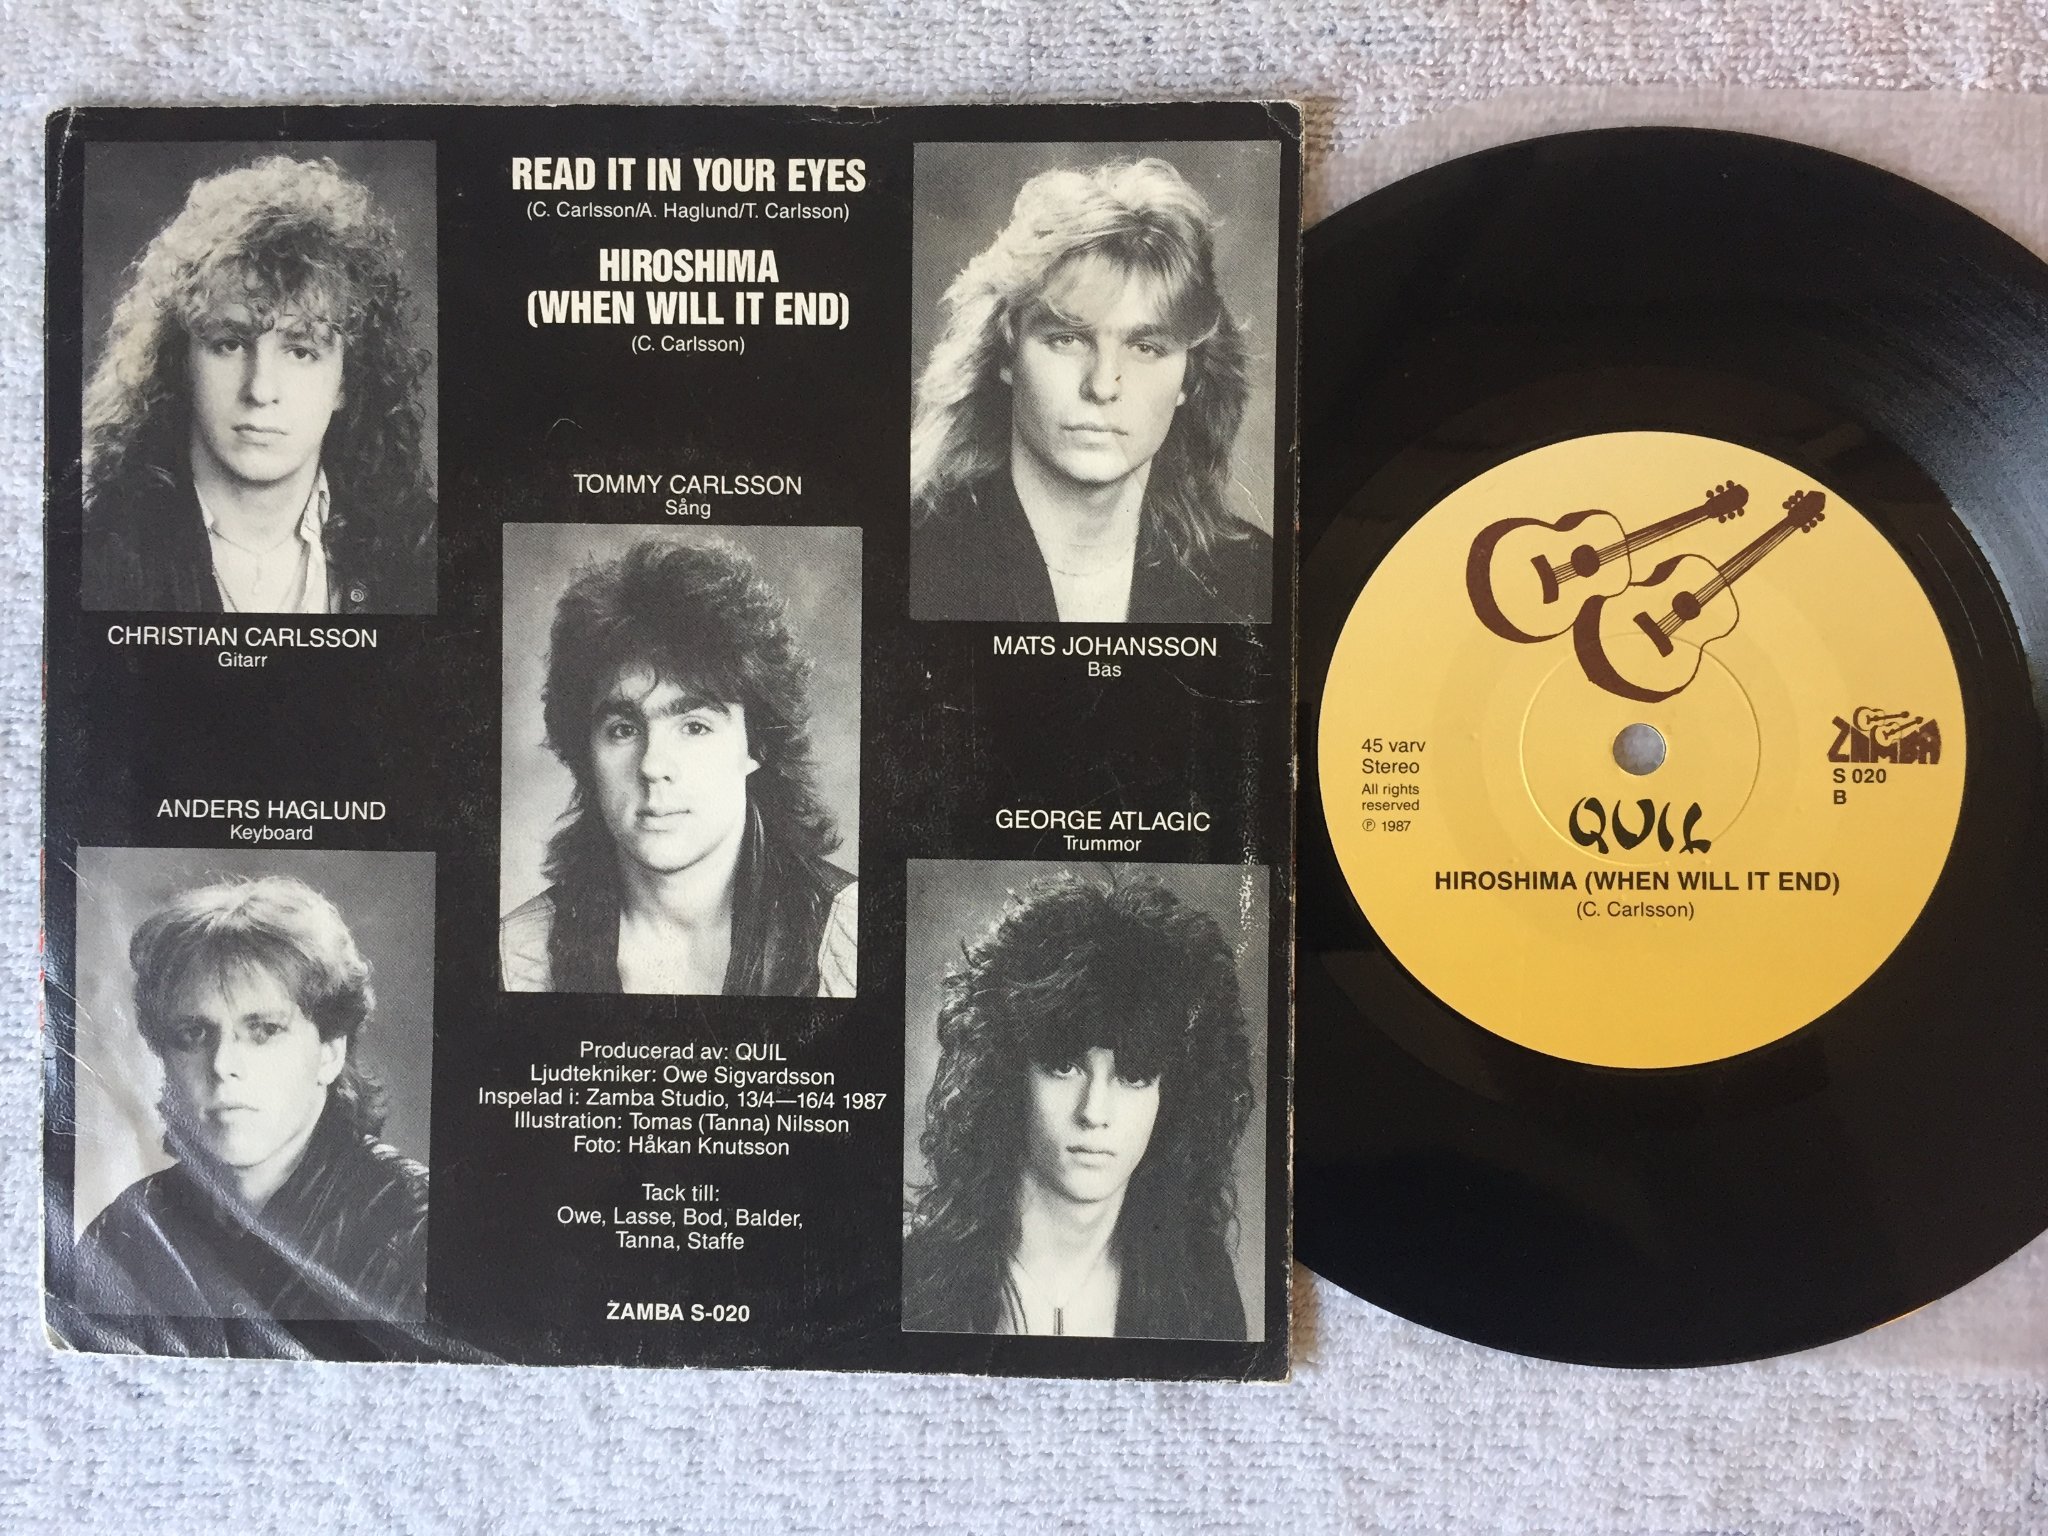 READ IT IN YOUR EYES
(C. Carlsson/A. Haglund/T. Carlsson)
HIROSHIMA
(WHEN WILL IT END)
(C. Carlsson)
TOMMY CARLSSON
Sång
CHRISTIAN CARLSSON
Gitarr
MATS JOHANSSON
Bas
ANDERS HAGLUND
Keyboard
GEORGE ATLAGIC
Trummor
Producerad av: QUIL
Ljudtekniker: Owe Sigvardsson
Inspelad i: Zamba Studio, 13/4—16/4 1987
Illustration: Tomas (Tanna) Nilsson
Foto: Håkan Knutsson
Tack till:
Owe, Lasse, Bod, Balder,
Tanna, Staffe
ZAMBA S-020
45 varv
Stereo
All rights
reserved
℗ 1987
ZAMBA
S 020
B
QUIL
HIROSHIMA (WHEN WILL IT END)
(C. Carlsson)